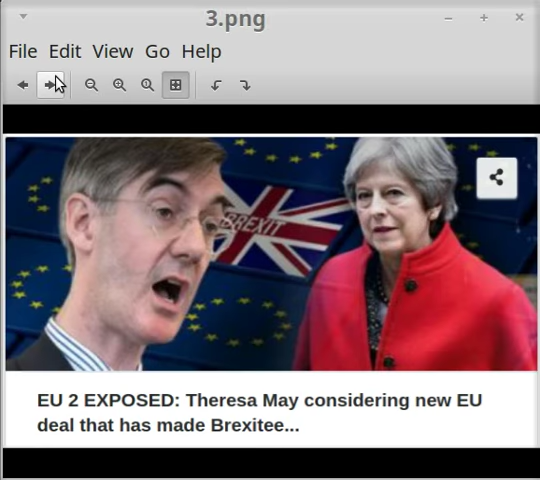 3.png
File Edit View Go Help
BREXIT
EU 2 EXPOSED: Theresa May considering new EU
deal that has made Brexitee...